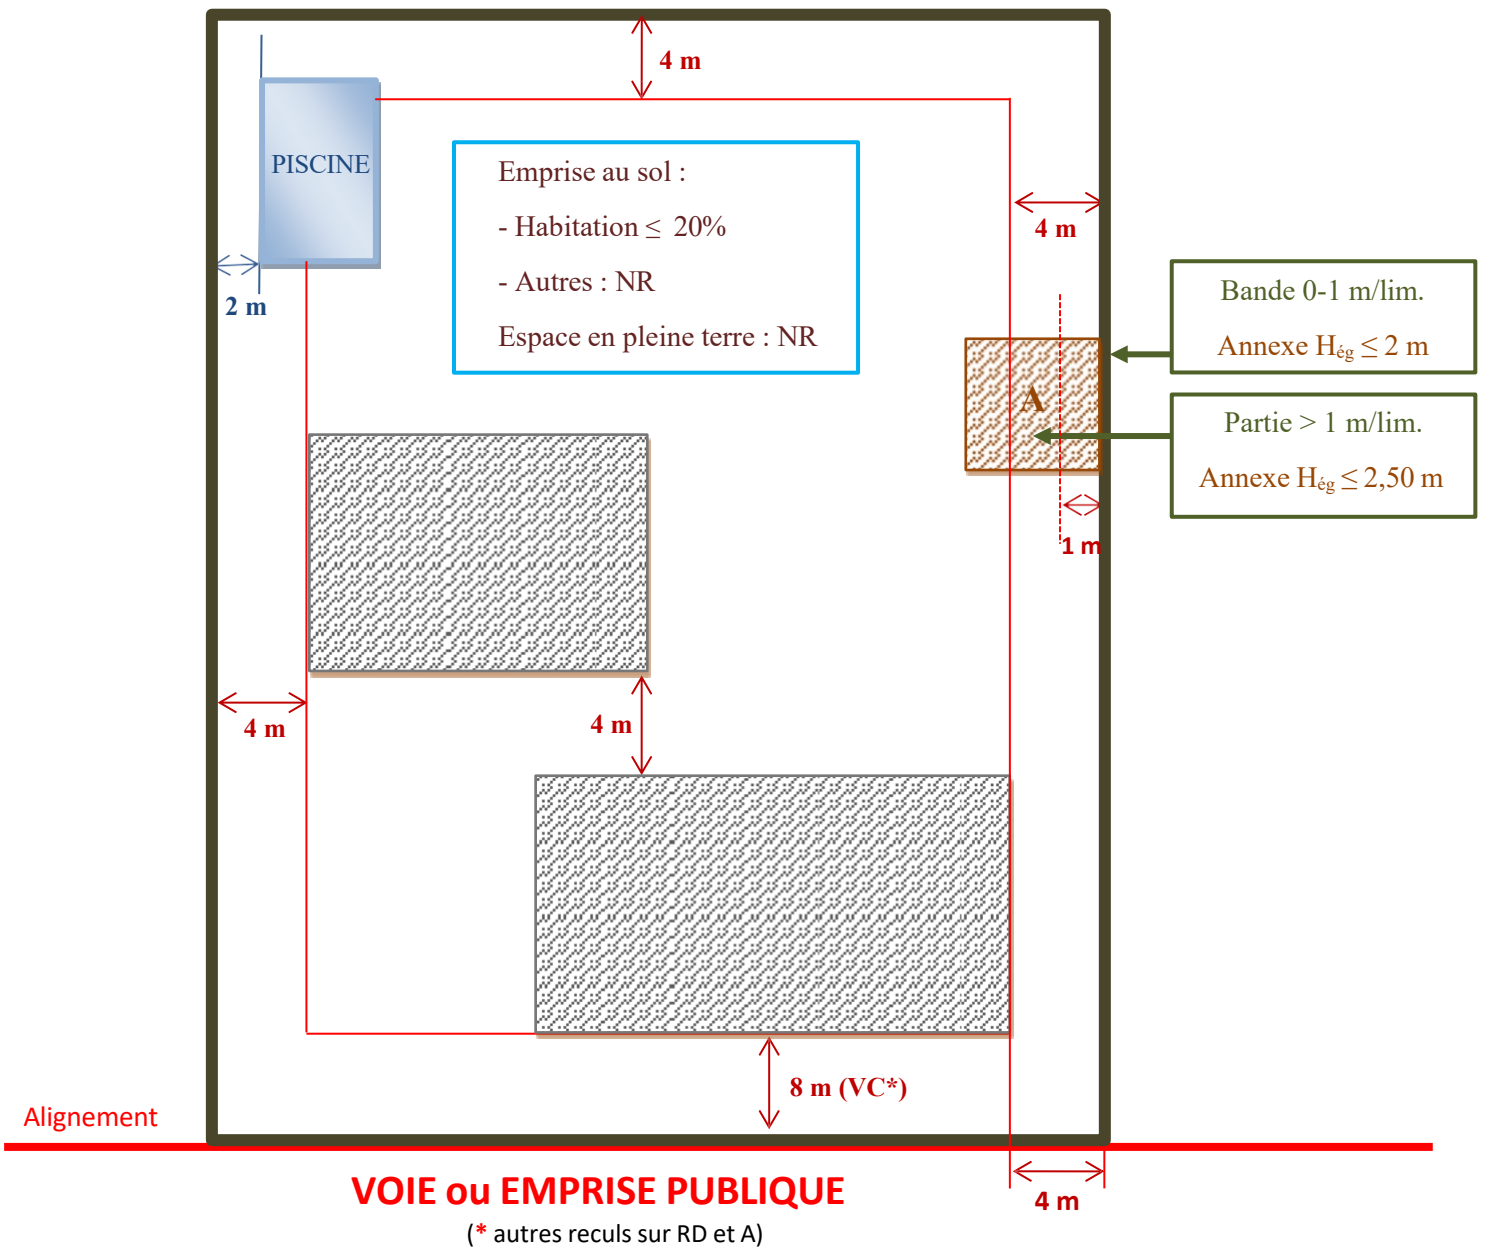 4 m
PISCINE
Emprise au sol :
- Habitation ≤ 20%
- Autres : NR
Espace en pleine terre : NR
4 m
2 m
Bande 0-1 m/lim.
Annexe Hég ≤ 2 m
A
Partie > 1 m/lim.
Annexe Hég ≤ 2,50 m
1 m
4 m
4 m
8 m (VC*)
Alignement
VOIE ou EMPRISE PUBLIQUE
4 m
(* autres reculs sur RD et A)